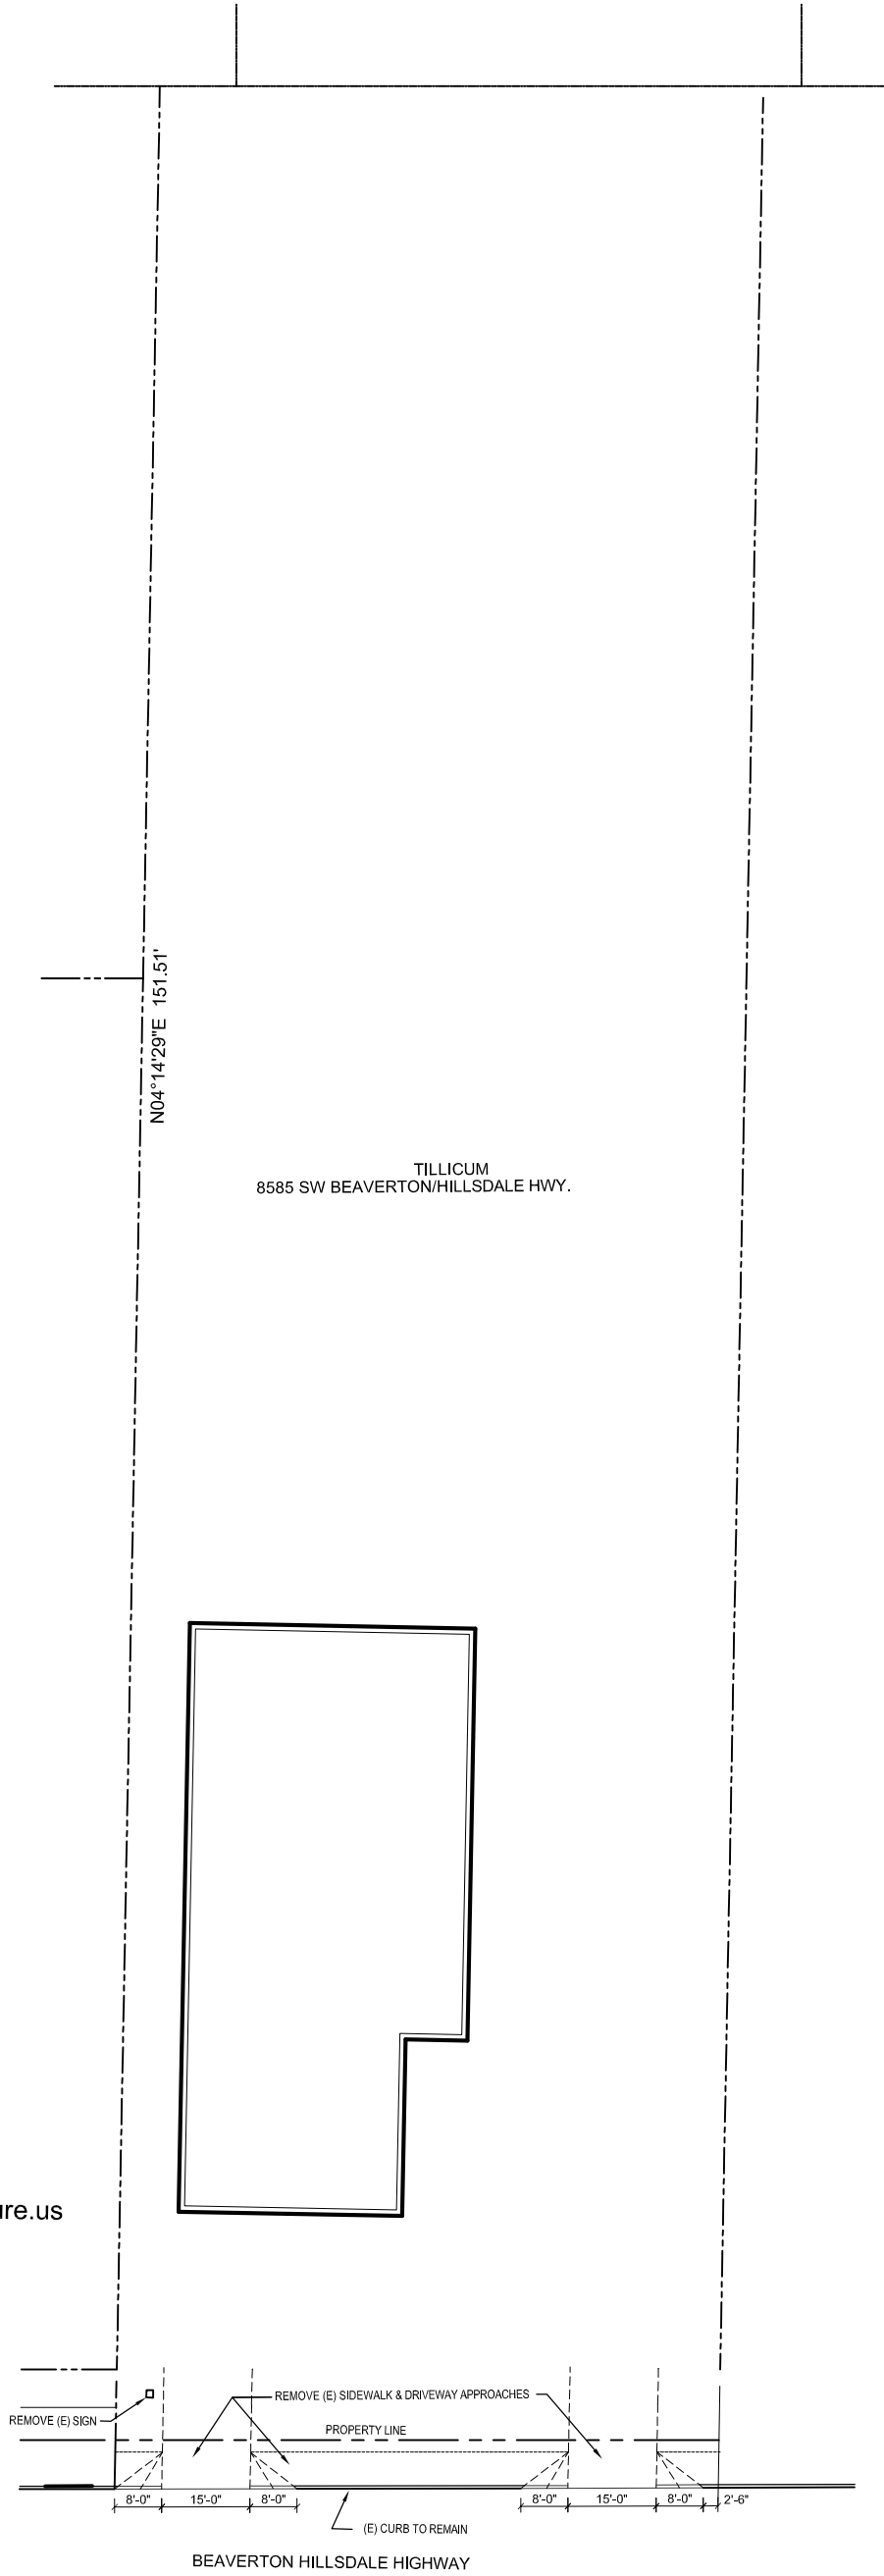 N04°14'29"E 151.51'
TILLICUM
8585 SW BEAVERTON/HILLSDALE HWY.
ure.us
REMOVE (E) SIDEWALK & DRIVEWAY APPROACHES
REMOVE (E) SIGN
PROPERTY LINE
8'-0" 15'-0" 8'-0" 8'-0" 15'-0" 8'-0" 2'-6"
(E) CURB TO REMAIN
BEAVERTON HILLSDALE HIGHWAY